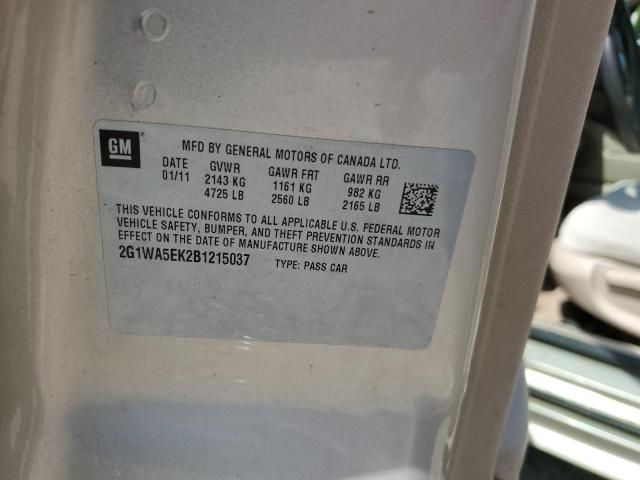 GM
MFD BY GENERAL MOTORS OF CANADA LTD.
DATE GVWR GAWR FRT GAWR RR
01/11 2143 KG 1161 KG 982 KG
4725 LB 2560 LB 2165 LB
THIS VEHICLE CONFORMS TO ALL APPLICABLE U.S. FEDERAL MOTOR
VEHICLE SAFETY, BUMPER, AND THEFT PREVENTION STANDARDS IN
EFFECT ON THE DATE OF MANUFACTURE SHOWN ABOVE.
2G1WA5EK2B1215037 TYPE: PASS CAR